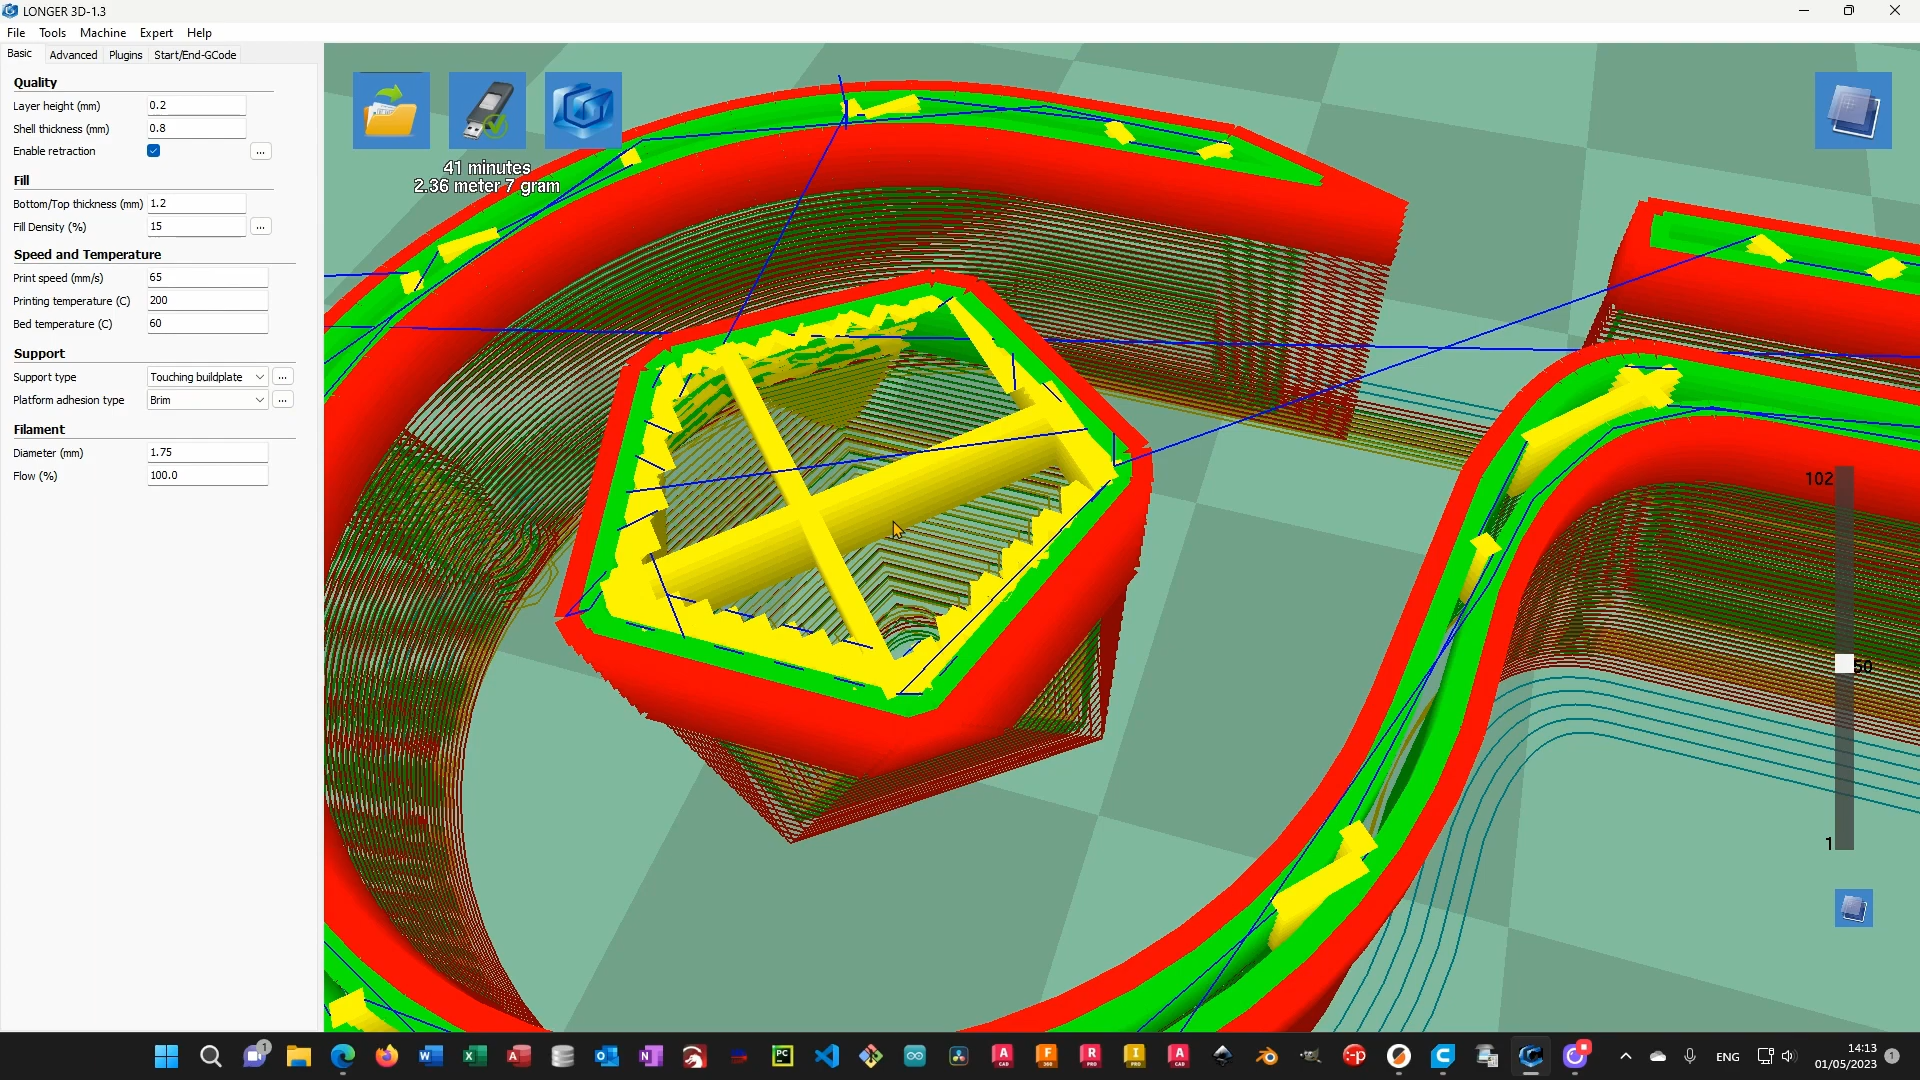 LONGER 3D-1.3
File Tools Machine Expert Help
Basic Advanced Plugins Start/End-GCode
Quality
Layer height (mm) 0.2
Shell thickness (mm) 0.8
Enable retraction ...
Fill
Bottom/Top thickness (mm) 1.2
Fill Density (%) 15 ...
Speed and Temperature
Print speed (mm/s) 65
Printing temperature (C) 200
Bed temperature (C) 60
Support
Support type Touching buildplate ...
Platform adhesion type Brim ...
Filament
Diameter (mm) 1.75
Flow (%) 100.0
41 minutes
2.36 meter 7 gram
102
50
1
ENG
14:13
01/05/2023